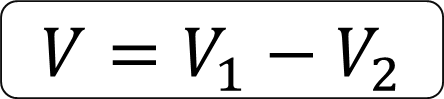 V = V₁ − V₂